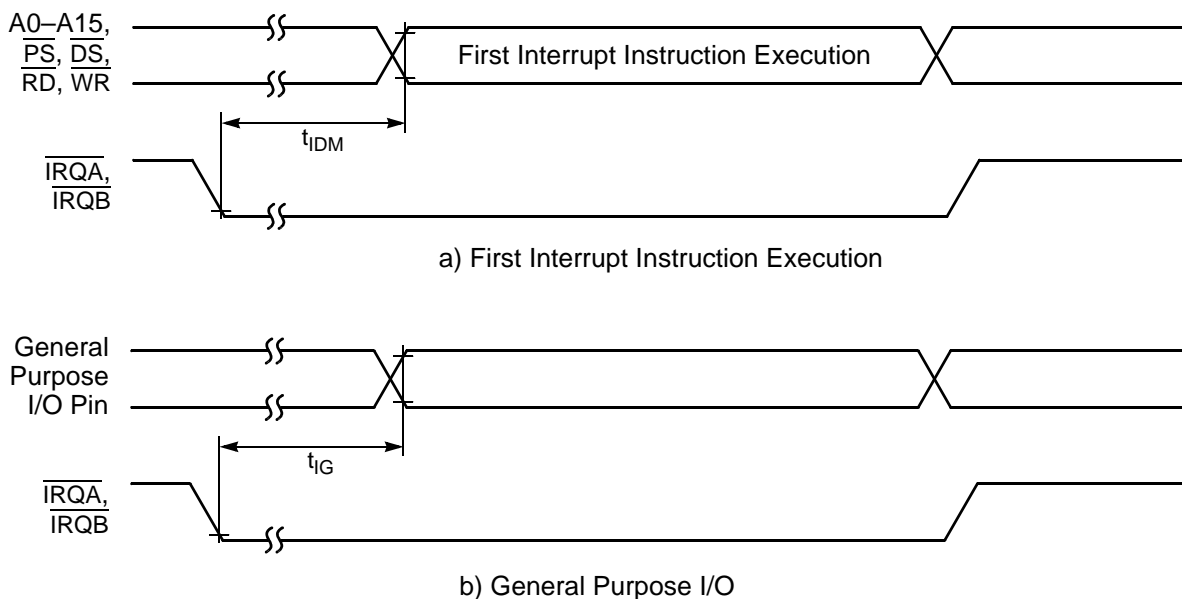 A0–A15,
PS, DS,
RD, WR
First Interrupt Instruction Execution
tIDM
IRQA,
IRQB
a) First Interrupt Instruction Execution
General
Purpose
I/O Pin
tIG
IRQA,
IRQB
b) General Purpose I/O